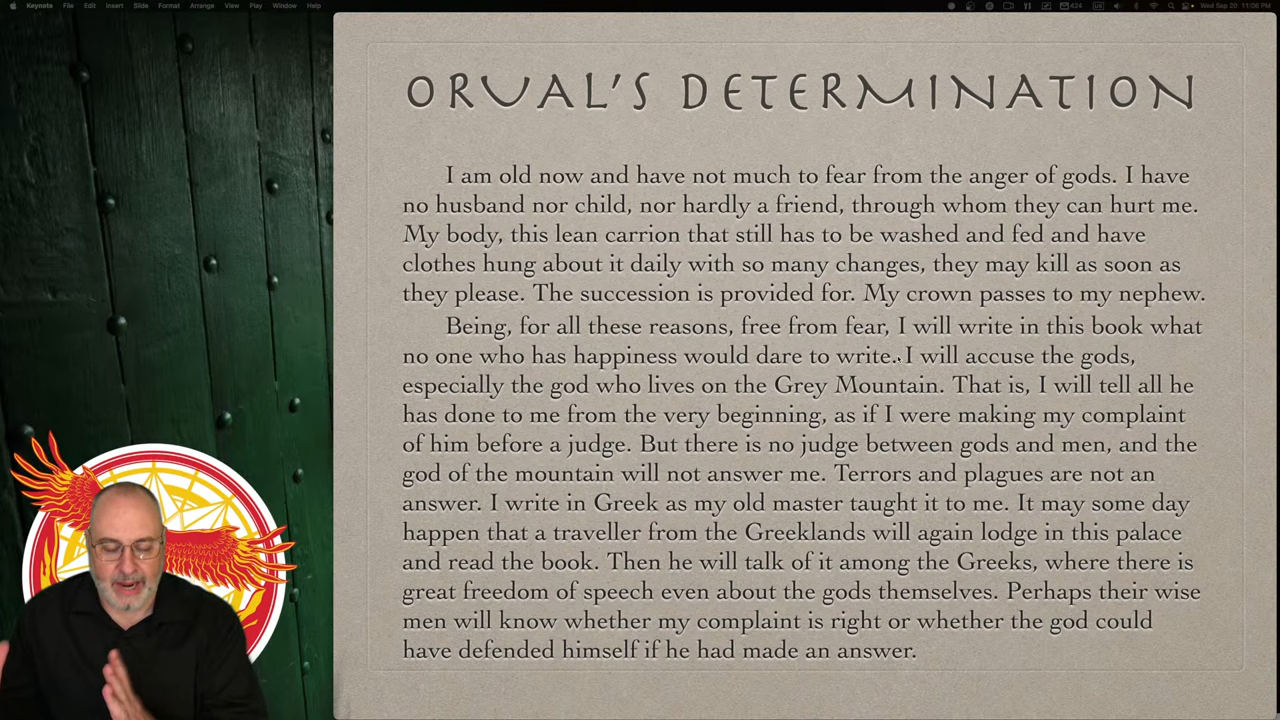 Keynote File Edit Insert Slide Format Arrange View Play Window Help 424 US Wed Sep 20 11:06 PM
ORUAL'S DETERMINATION
I am old now and have not much to fear from the anger of gods. I have
no husband nor child, nor hardly a friend, through whom they can hurt me.
My body, this lean carrion that still has to be washed and fed and have
clothes hung about it daily with so many changes, they may kill as soon as
they please. The succession is provided for. My crown passes to my nephew.
Being, for all these reasons, free from fear, I will write in this book what
no one who has happiness would dare to write. I will accuse the gods,
especially the god who lives on the Grey Mountain. That is, I will tell all he
has done to me from the very beginning, as if I were making my complaint
of him before a judge. But there is no judge between gods and men, and the
god of the mountain will not answer me. Terrors and plagues are not an
answer. I write in Greek as my old master taught it to me. It may some day
happen that a traveller from the Greeklands will again lodge in this palace
and read the book. Then he will talk of it among the Greeks, where there is
great freedom of speech even about the gods themselves. Perhaps their wise
men will know whether my complaint is right or whether the god could
have defended himself if he had made an answer.